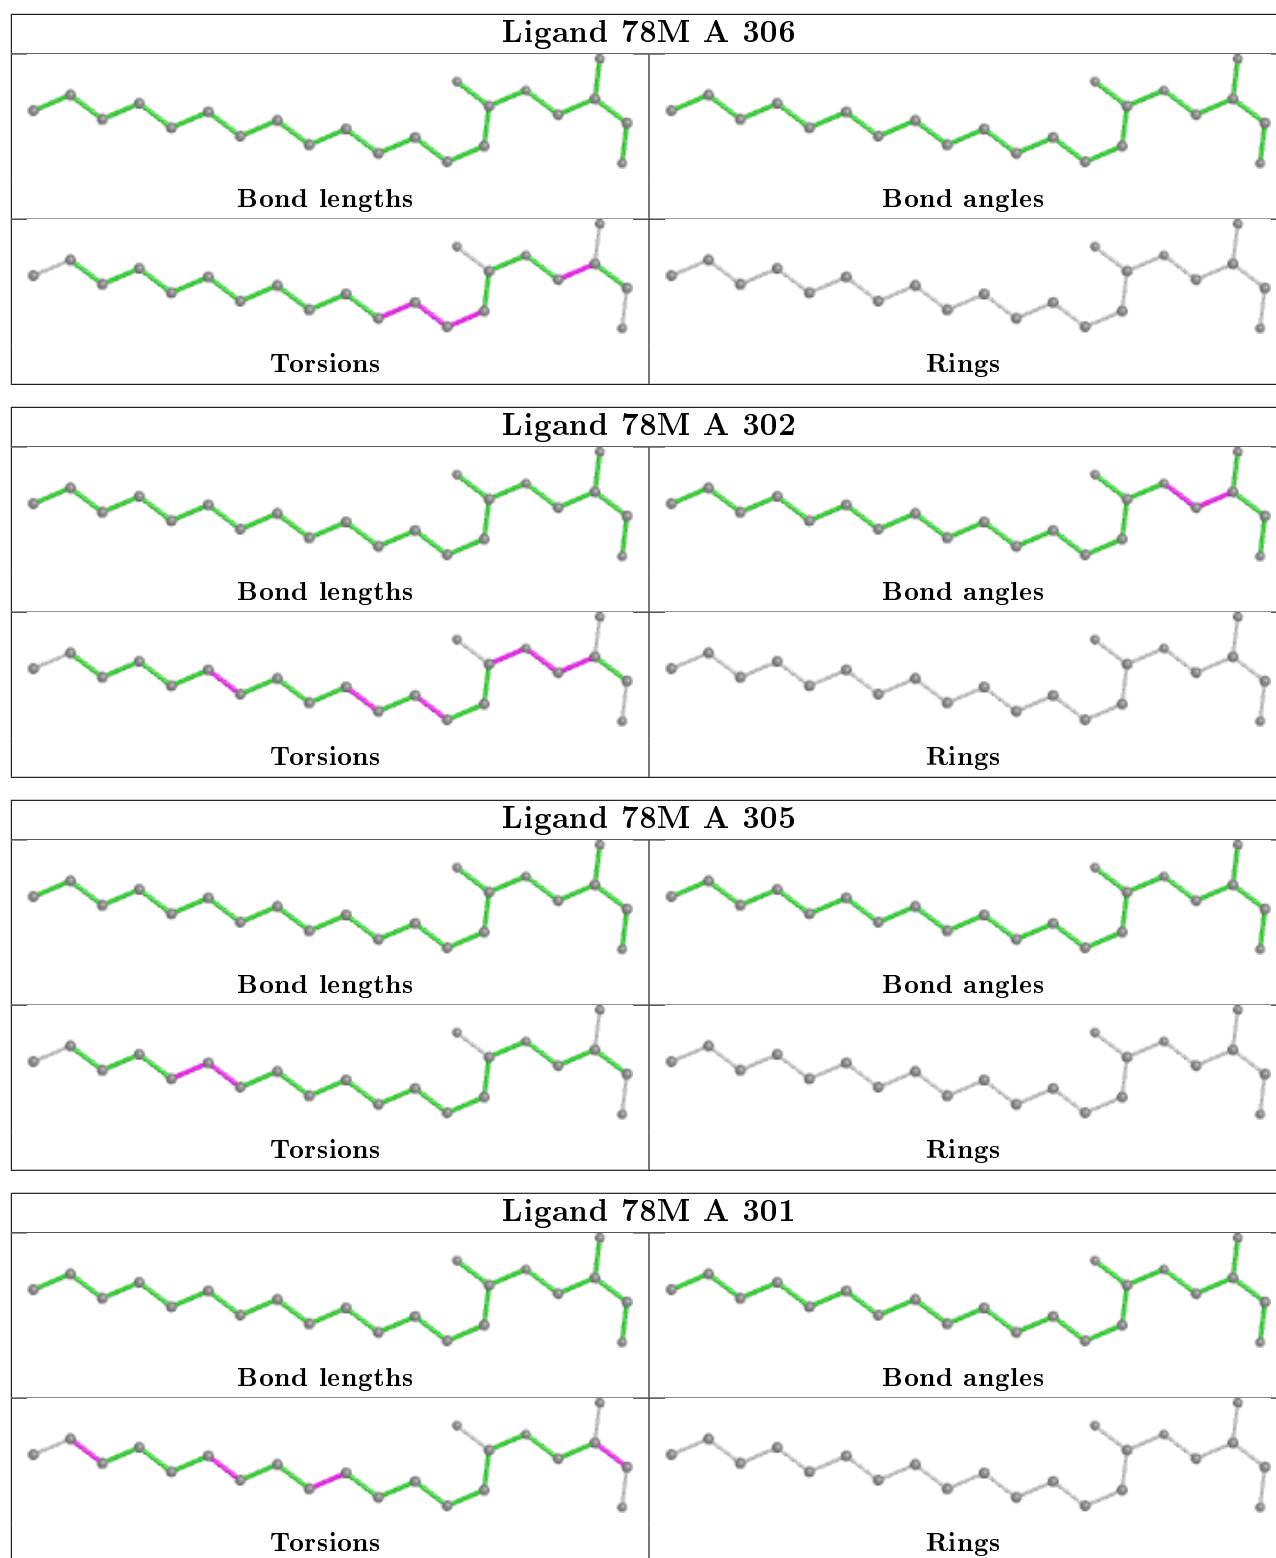 Ligand 78M A 306
Bond lengths
Bond angles
Torsions
Rings
Ligand 78M A 302
Bond lengths
Bond angles
Torsions
Rings
Ligand 78M A 305
Bond lengths
Bond angles
Torsions
Rings
Ligand 78M A 301
Bond lengths
Bond angles
Torsions
Rings